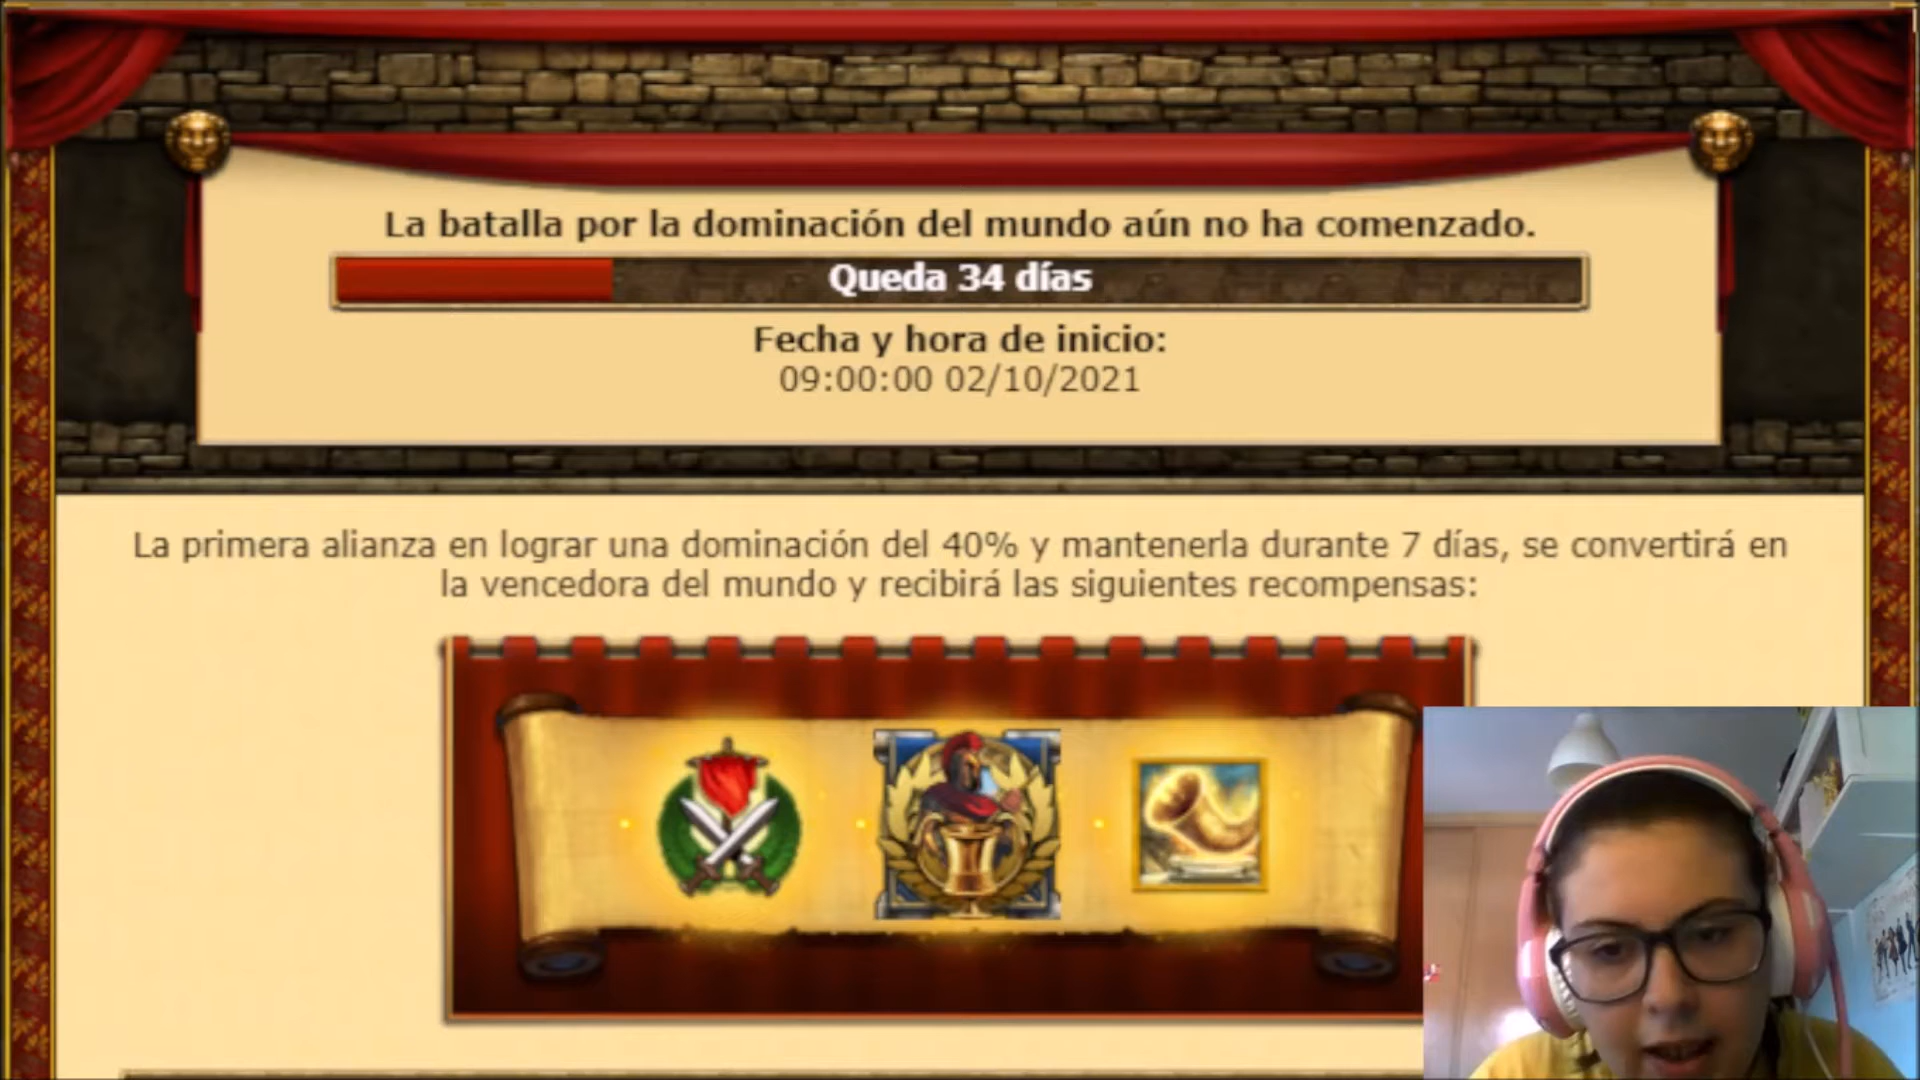 La batalla por la dominación del mundo aún no ha comenzado.
Queda 34 días
Fecha y hora de inicio:
09:00:00 02/10/2021
La primera alianza en lograr una dominación del 40% y mantenerla durante 7 días, se convertirá en
la vencedora del mundo y recibirá las siguientes recompensas: